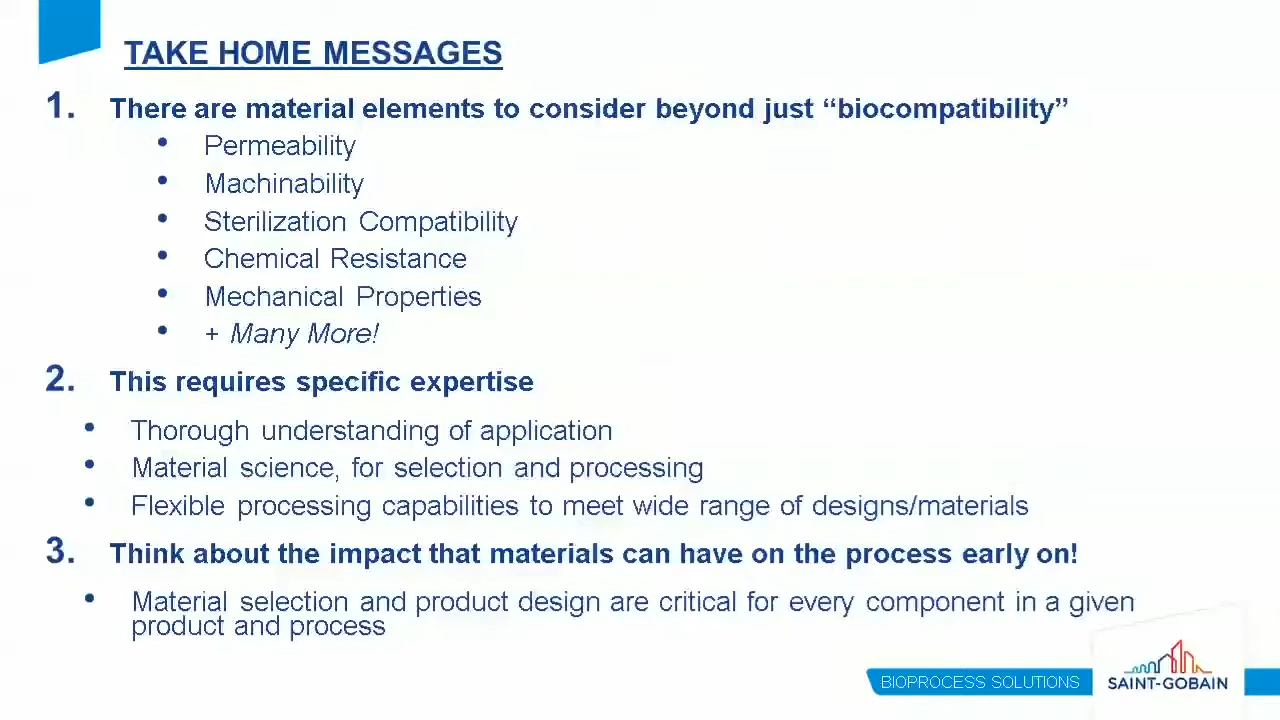 TAKE HOME MESSAGES
1. There are material elements to consider beyond just “biocompatibility”
• Permeability
• Machinability
• Sterilization Compatibility
• Chemical Resistance
• Mechanical Properties
• + Many More!
2. This requires specific expertise
• Thorough understanding of application
• Material science, for selection and processing
• Flexible processing capabilities to meet wide range of designs/materials
3. Think about the impact that materials can have on the process early on!
• Material selection and product design are critical for every component in a given
product and process
BIOPROCESS SOLUTIONS
SAINT-GOBAIN